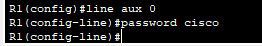 R1(config)#line aux 0
R1(config-line)#password cisco
R1(config-line)#